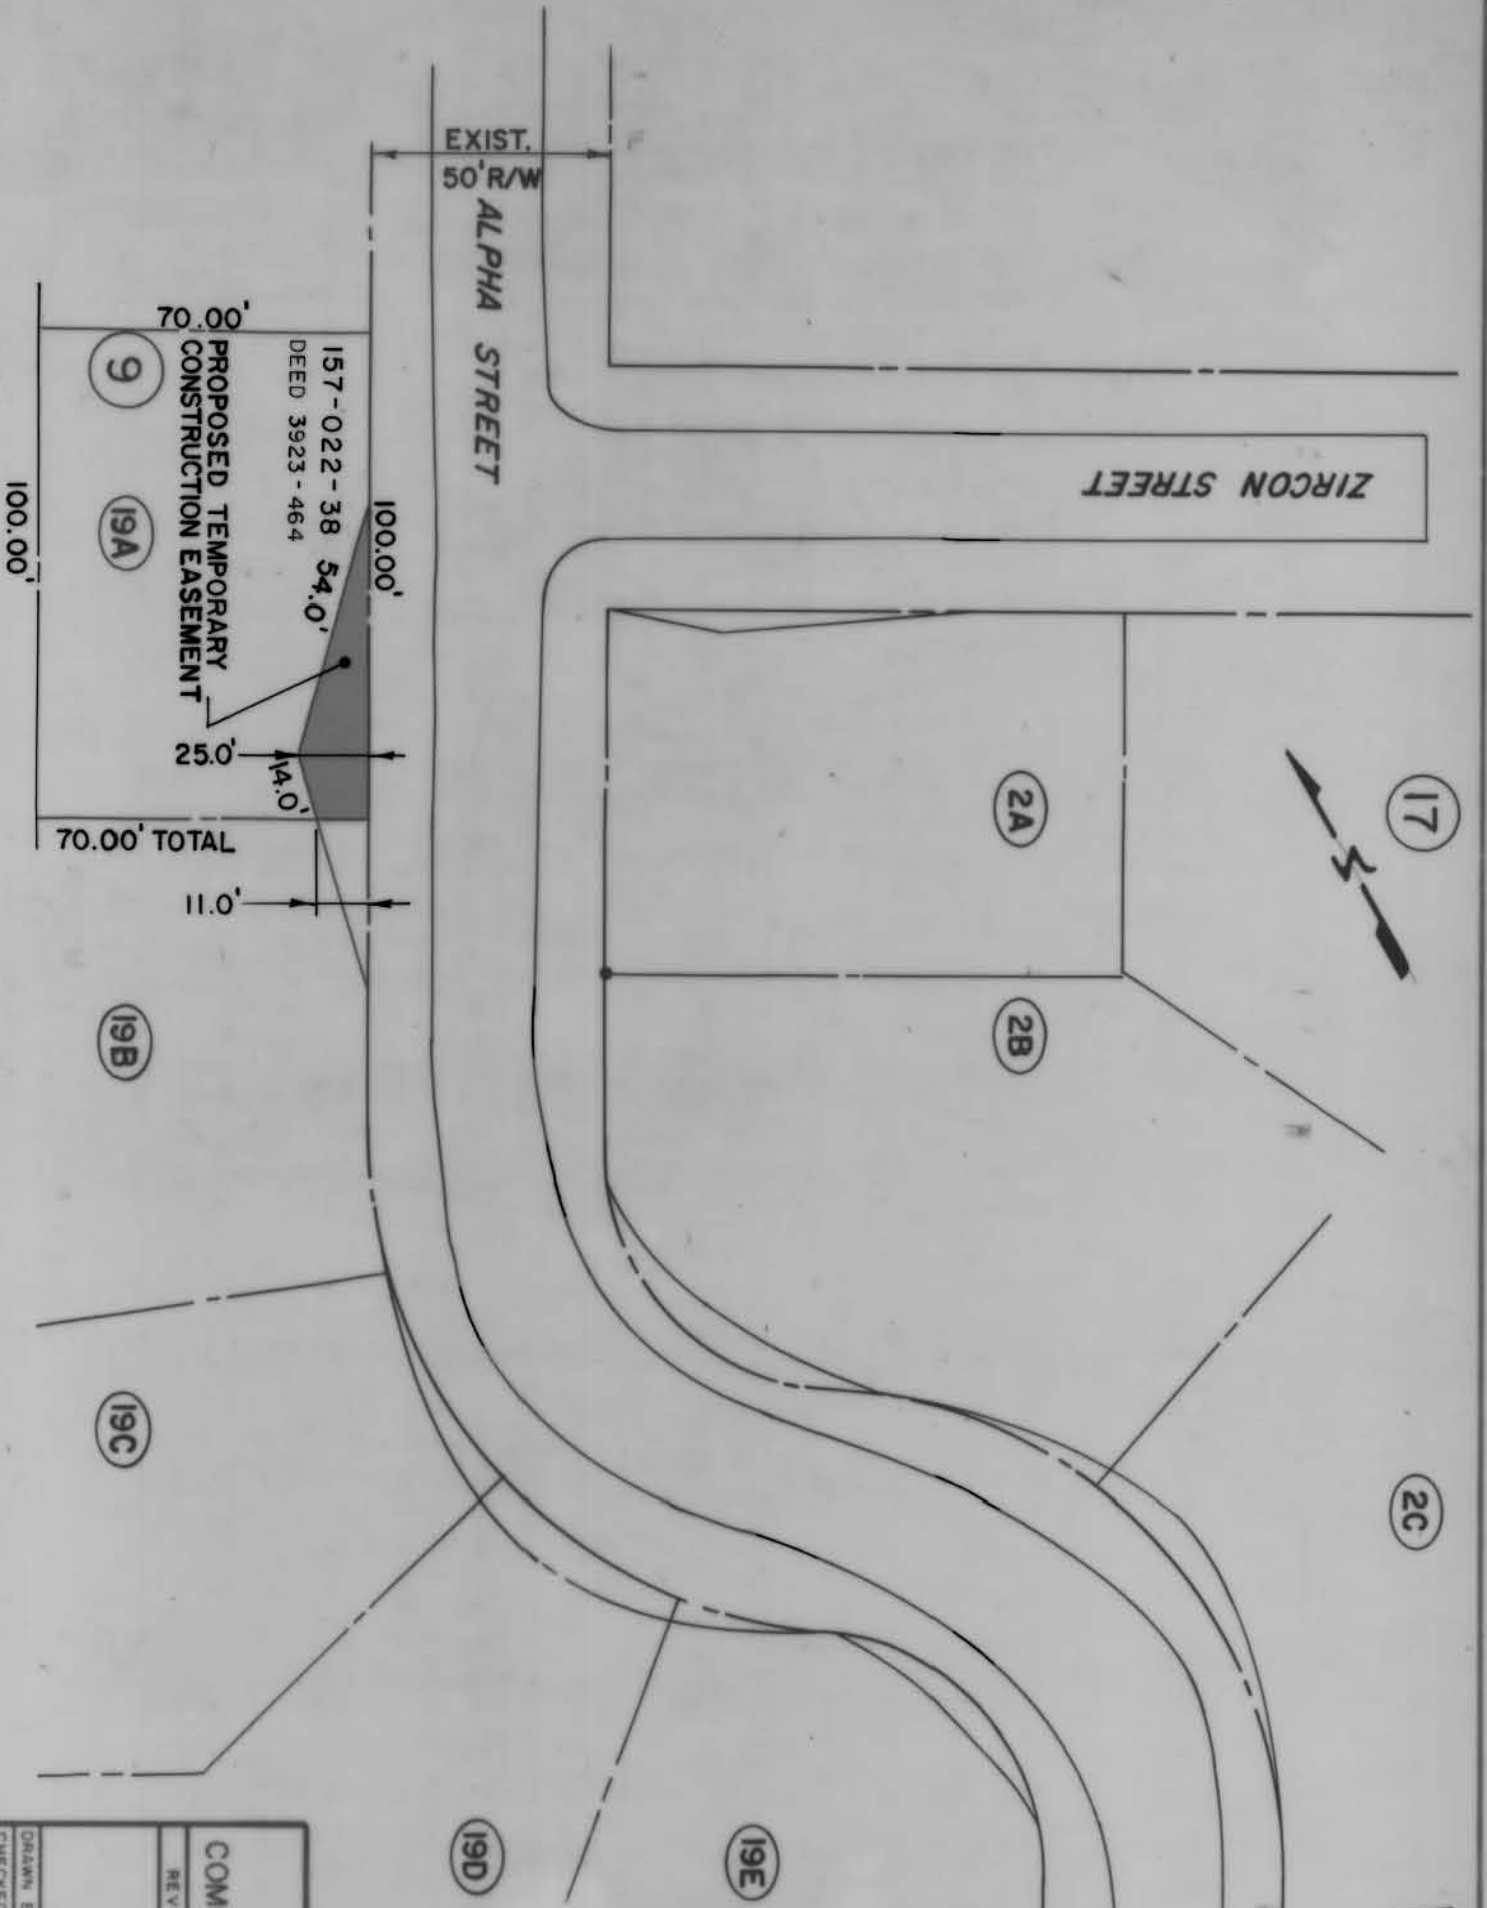 EXIST.
50' R/W
ALPHA STREET
ZIRCON STREET
70.00'
157-022-38
DEED 3923-464
PROPOSED TEMPORARY
CONSTRUCTION EASEMENT
9
19A
100.00'
100.00'
54.0'
25.0'
14.0'
70.00' TOTAL
11.0'
2A
17
2B
19B
19C
2C
19D
19E
COM
REV
DRAWN